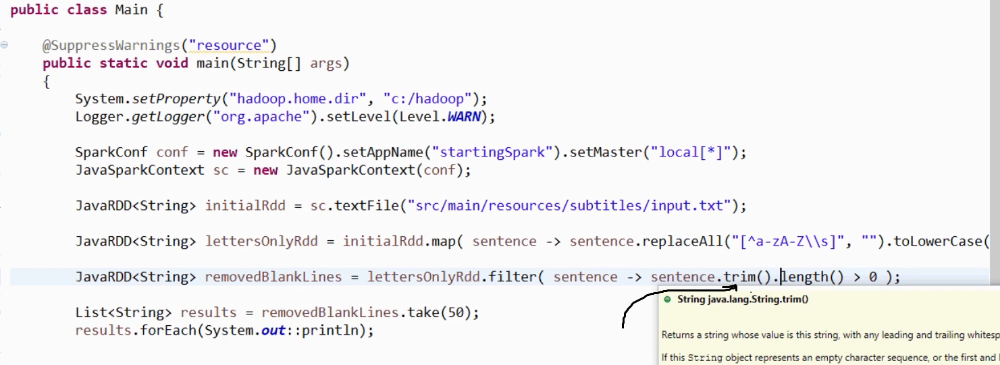 public class Main {
@SuppressWarnings("resource")
public static void main(String[] args)
{
System.setProperty("hadoop.home.dir", "c:/hadoop");
Logger.getLogger("org.apache").setLevel(Level.WARN);
SparkConf conf = new SparkConf().setAppName("startingSpark").setMaster("local[*]");
JavaSparkContext sc = new JavaSparkContext(conf);
JavaRDD<String> initialRdd = sc.textFile("src/main/resources/subtitles/input.txt");
JavaRDD<String> lettersOnlyRdd = initialRdd.map( sentence -> sentence.replaceAll("[^a-zA-Z\\s]", "").toLowerCase(
JavaRDD<String> removedBlankLines = lettersOnlyRdd.filter( sentence -> sentence.trim().length() > 0 );
String java.lang.String.trim()
List<String> results = removedBlankLines.take(50);
results.forEach(System.out::println);
Returns a string whose value is this string, with any leading and trailing whitesp
If this String object represents an empty character sequence, or the first and